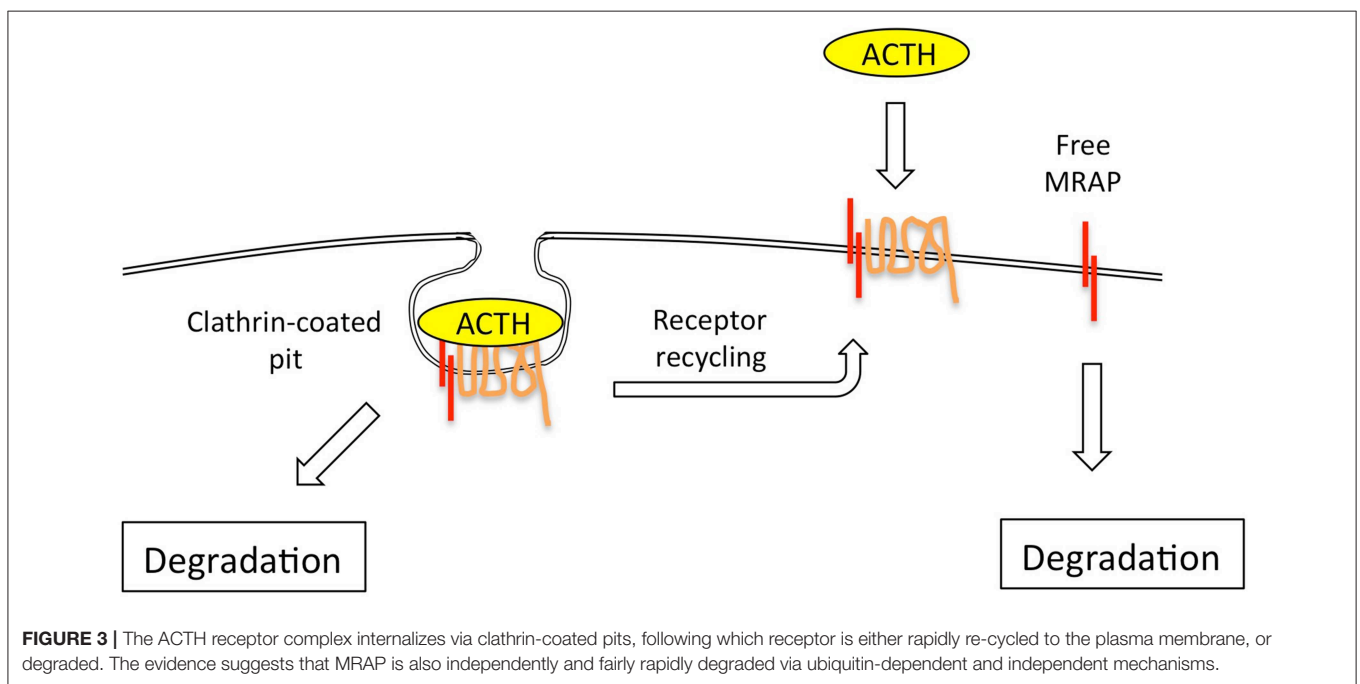 ACTH
Free
MRAP
Clathrin-coated
pit
ACTH
Receptor
recycling
Degradation
Degradation
FIGURE 3 | The ACTH receptor complex internalizes via clathrin-coated pits, following which receptor is either rapidly re-cycled to the plasma membrane, or
degraded. The evidence suggests that MRAP is also independently and fairly rapidly degraded via ubiquitin-dependent and independent mechanisms.